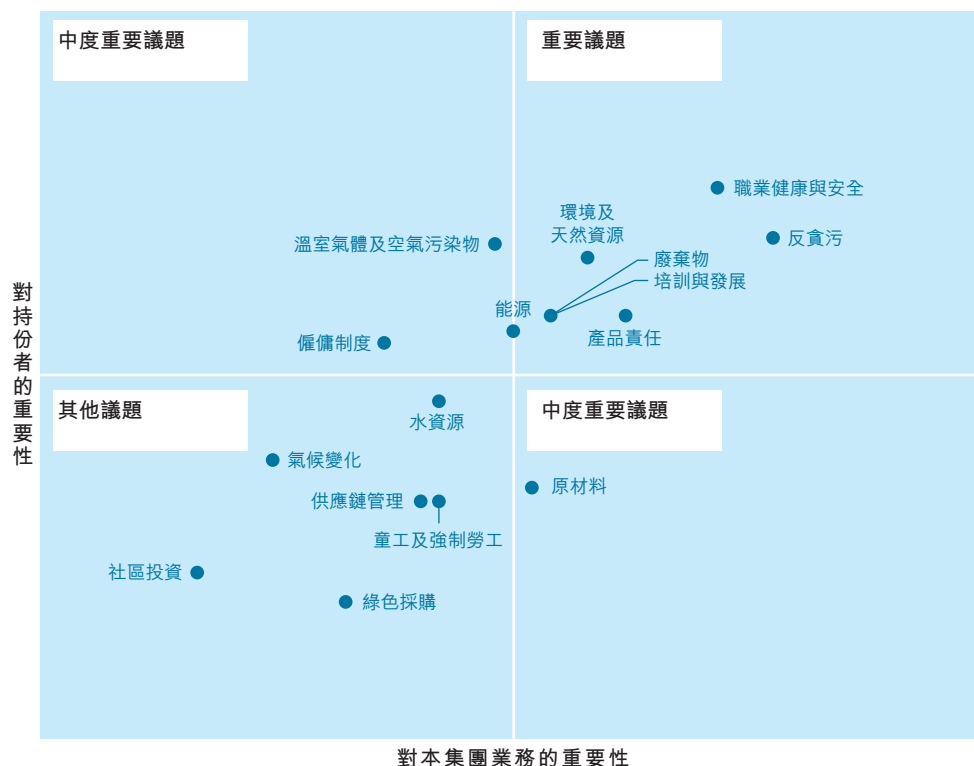 中度重要議題
重要議題
職業健康與安全
環境及
天然資源
溫室氣體及空氣污染物
反貪污
廢棄物
培訓與發展
能源
產品責任
僱傭制度
對持份者的重要性
其他議題
中度重要議題
水資源
氣候變化
原材料
供應鏈管理
童工及強制勞工
社區投資
綠色採購
對本集團業務的重要性